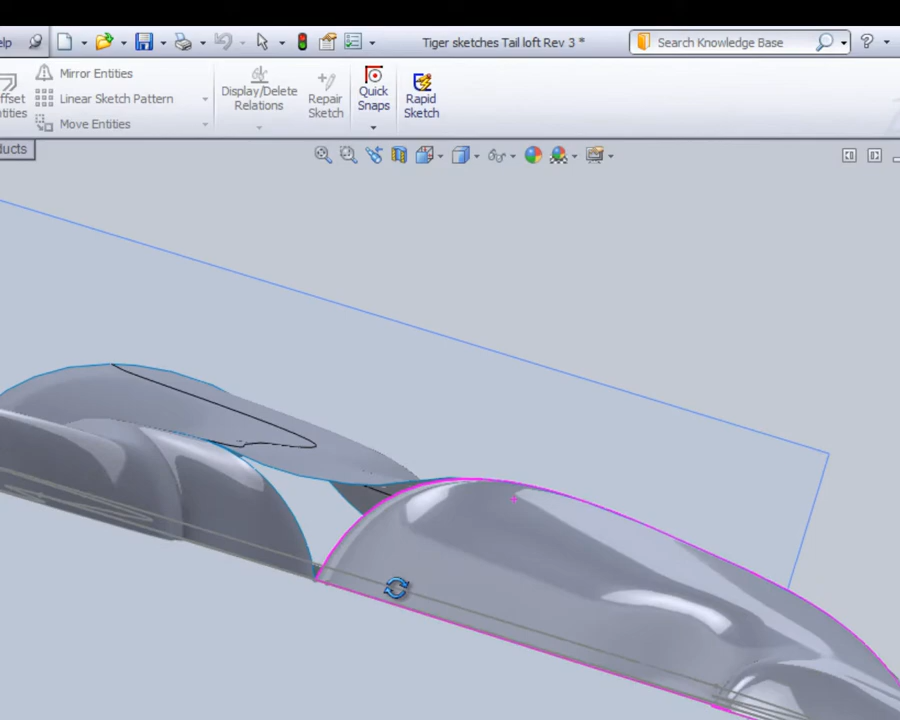 elp
Tiger sketches Tail loft Rev 3 *
Search Knowledge Base
ffset
tities
Mirror Entities
Linear Sketch Pattern
Move Entities
Display/Delete
Relations
Repair
Sketch
Quick
Snaps
Rapid
Sketch
ducts